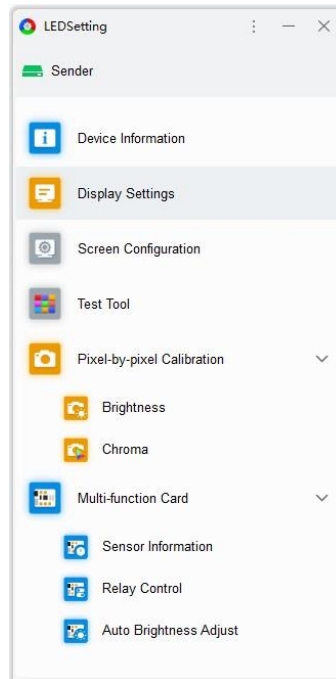 LEDSetting
Sender
Device Information
Display Settings
Screen Configuration
Test Tool
Pixel-by-pixel Calibration
Brightness
Chroma
Multi-function Card
Sensor Information
Relay Control
Auto Brightness Adjust